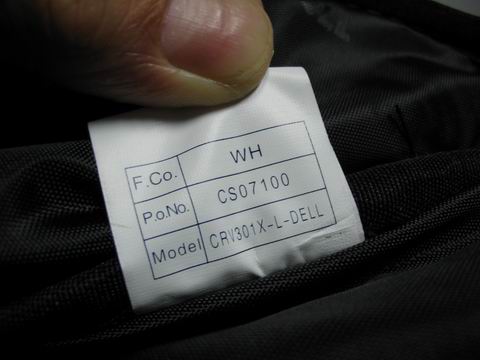 F.Co. WH
P.o.No. CS07100
Model CRV301X-L-DELL